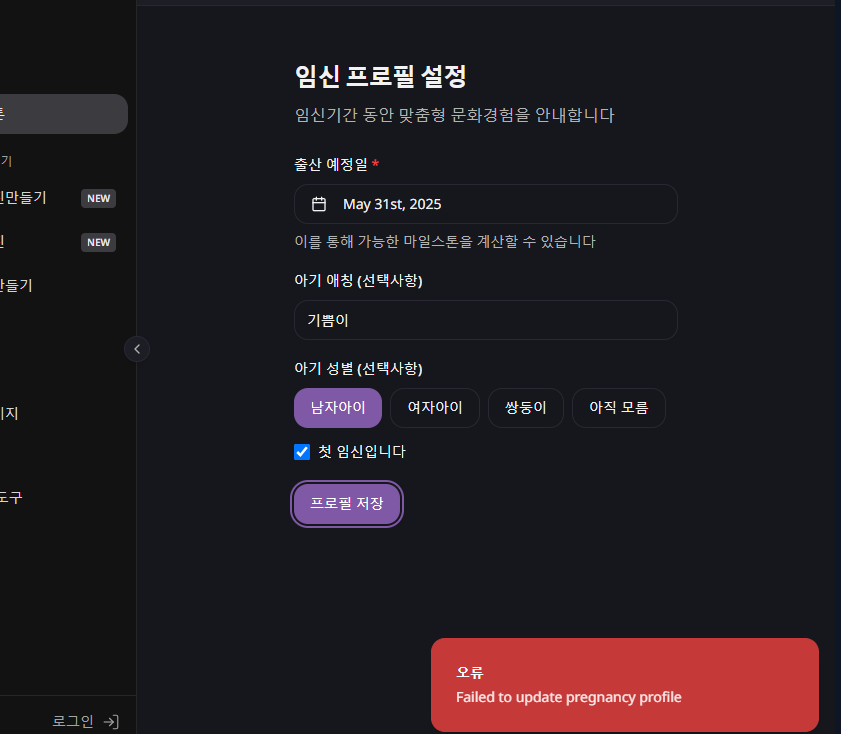 임신 프로필 설정
임신기간 동안 맞춤형 문화경험을 안내합니다
출산 예정일 *
May 31st, 2025
이를 통해 가능한 마일스톤을 계산할 수 있습니다
아기 애칭 (선택사항)
기쁨이
아기 성별 (선택사항)
남자아이 여자아이 쌍둥이 아직 모름
첫 임신입니다
프로필 저장
기
만들기 NEW
NEW
만들기
지
도구
로그인
오류
Failed to update pregnancy profile